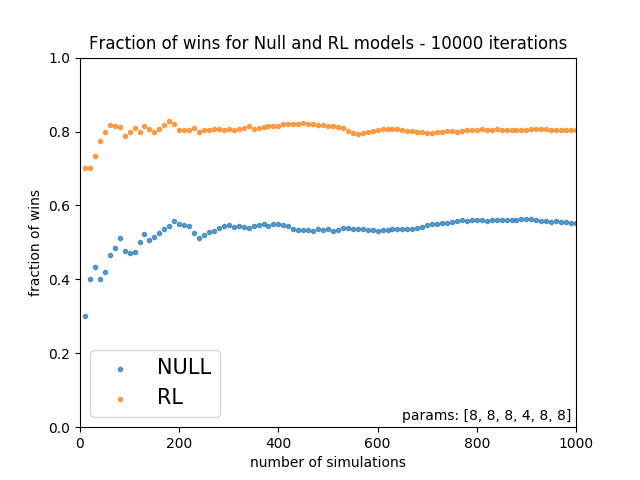 Fraction of wins for Null and RL models - 10000 iterations
1.0
0.8
0.6
0.4
0.2
0.0
fraction of wins
NULL
RL
params: [8, 8, 8, 4, 8, 8]
0
200
400
600
800
1000
number of simulations